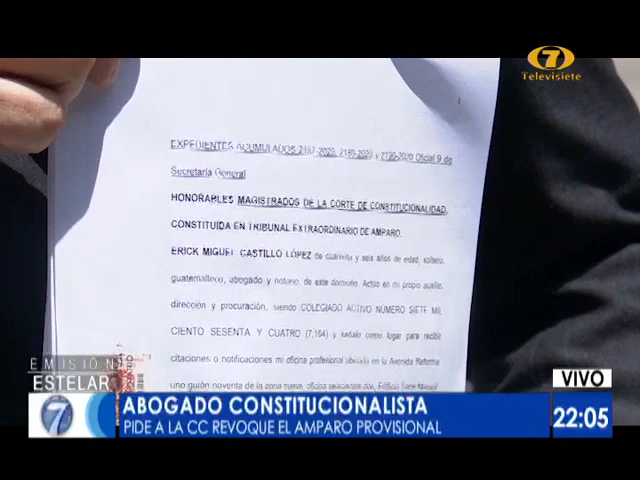 7
Televisiete
EXPEDIENTES ACUMULADOS 2187-2020, 2189-2020 y 2190-2020 Oficial 9 de
Secretaría General
HONORABLES MAGISTRADOS DE LA CORTE DE CONSTITUCIONALIDAD,
CONSTITUIDA EN TRIBUNAL EXTRAORDINARIO DE AMPARO.
ERICK MIGUEL CASTILLO LÓPEZ de cuarenta y seis años de edad, soltero,
guatemalteco, abogado y notario, de este domicilio. Actúo en mi propio auxilio,
dirección y procuración, siendo COLEGIADO ACTIVO NÚMERO SIETE MIL
CIENTO SESENTA Y CUATRO (7,164) y señalo como lugar para recibir
citaciones o notificaciones mi oficina profesional ubicada en la Avenida Reforma
uno guión noventa de la zona nueve, oficina seiscientos dos, Edificio
EMISIÓN
ESTELAR
7
ABOGADO CONSTITUCIONALISTA
PIDE A LA CC REVOQUE EL AMPARO PROVISIONAL
VIVO
22:05